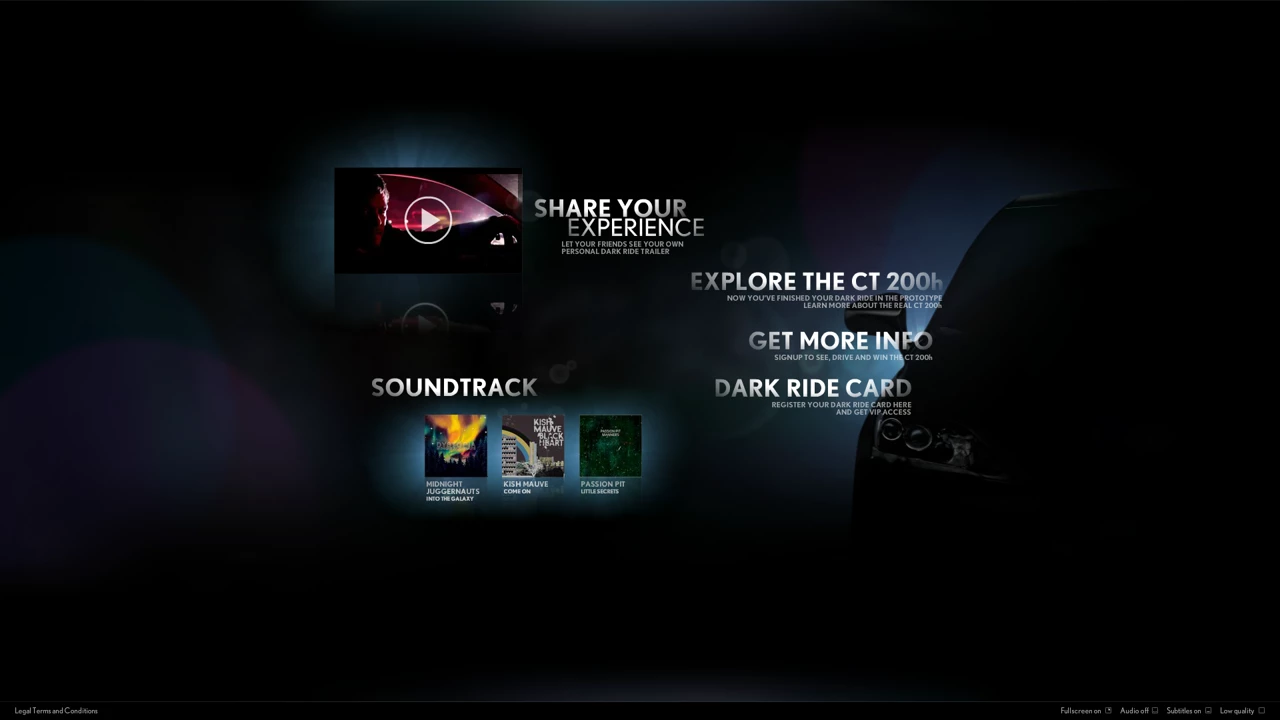 SHARE YOUR
EXPERIENCE
LET YOUR FRIENDS SEE YOUR OWN
PERSONAL DARK RIDE TRAILER
EXPLORE THE CT 200h
NOW YOU'VE FINISHED YOUR DARK RIDE IN THE PROTOTYPE
LEARN MORE ABOUT THE REAL CT 200h
GET MORE INFO
SIGNUP TO SEE, DRIVE AND WIN THE CT 200h
SOUNDTRACK
DARK RIDE CARD
REGISTER YOUR DARK RIDE CARD HERE
AND GET VIP ACCESS
KISH
MAUVE
BLACK
HEART
PASSION PIT
MANNERS
MIDNIGHT
JUGGERNAUTS
INTO THE GALAXY
KISH MAUVE
COME ON
PASSION PIT
LITTLE SECRETS
Legal Terms and Conditions
Fullscreen on
Audio off
Subtitles on
Low quality